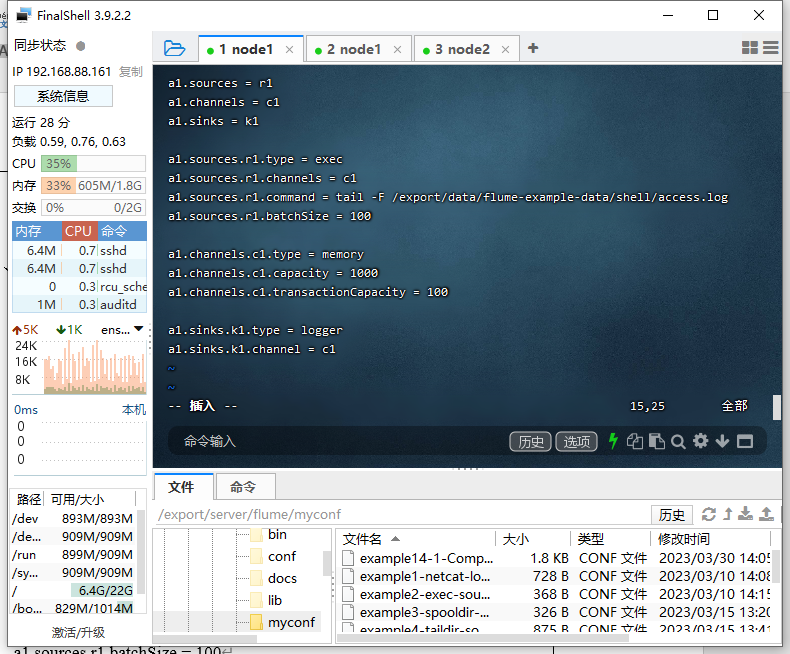 FinalShell 3.9.2.2
同步状态
IP 192.168.88.161 复制
系统信息
运行 28 分
负载 0.59, 0.76, 0.63
CPU 35%
内存 33% 605M/1.8G
交换 0% 0/2G
内存 CPU 命令
6.4M 0.7 sshd
6.4M 0.7 sshd
0 0.3 rcu_sche
1M 0.3 auditd
5K 1K ens...
24K
16K
8K
0ms 本机
0
0
0
路径 可用/大小
/dev 893M/893M
/de... 909M/909M
/run 899M/909M
/sy... 909M/909M
/ 6.4G/22G
/bo... 829M/1014M
激活/升级
1 node1
2 node1
3 node2
a1.sources = r1
a1.channels = c1
a1.sinks = k1
a1.sources.r1.type = exec
a1.sources.r1.channels = c1
a1.sources.r1.command = tail -F /export/data/flume-example-data/shell/access.log
a1.sources.r1.batchSize = 100
a1.channels.c1.type = memory
a1.channels.c1.capacity = 1000
a1.channels.c1.transactionCapacity = 100
a1.sinks.k1.type = logger
a1.sinks.k1.channel = c1
~
~
-- 插入 -- 15,25 全部
命令输入 历史 选项
文件 命令
/export/server/flume/myconf 历史
bin
conf
docs
lib
myconf
文件名 大小 类型 修改时间
example14-1-Comp... 1.8 KB CONF 文件 2023/03/30 14:05
example1-netcat-lo... 728 B CONF 文件 2023/03/10 14:08
example2-exec-sou... 368 B CONF 文件 2023/03/10 14:15
example3-spooldir-... 326 B CONF 文件 2023/03/15 13:20
example4-taildir-so... 875 B CONF 文件 2023/03/15 13:41
a1.sources.r1.batchSize = 100